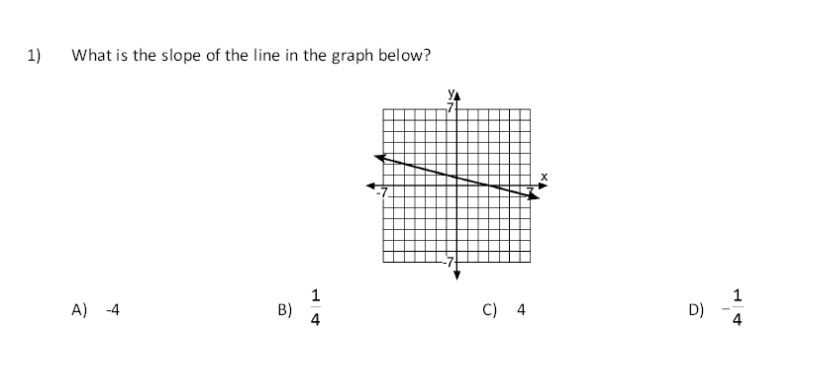 1) What is the slope of the line in the graph below?
y
7
x
-7
7
-7
A) -4 B) 1/4 C) 4 D) -1/4